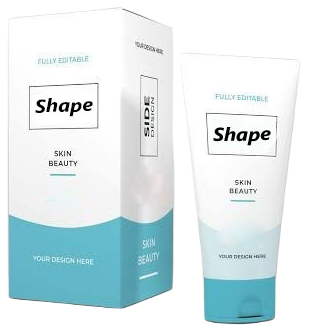 FULLY EDITABLE
Shape
SKIN
BEAUTY
YOUR DESIGN HERE
YOUR DESIGN HERE
SIDE
DESIGN
SKIN
BEAUTY
FULLY EDITABLE
Shape
SKIN
BEAUTY
YOUR DESIGN HERE